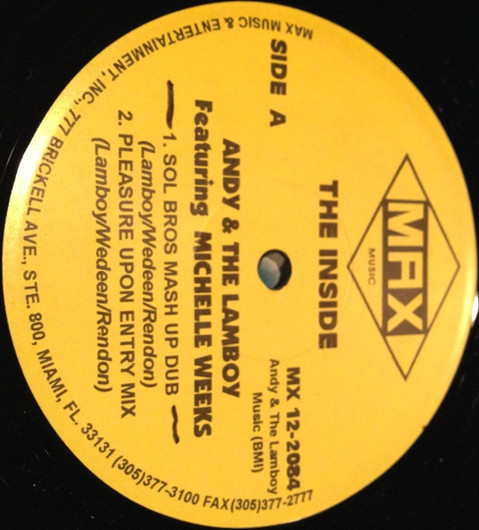 MAX
MUSIC
THE INSIDE
SIDE A
MX 12-2084
Andy & The Lamboy
Music (BMI)
ANDY & THE LAMBOY
Featuring MICHELLE WEEKS
1. SOL BROS MASH UP DUB
(Lamboy/Wedeen/Rendon)
2. PLEASURE UPON ENTRY MIX
(Lamboy/Wedeen/Rendon)
MAX MUSIC & ENTERTAINMENT, INC., 777 BRICKELL AVE., STE. 800, MIAMI, FL. 33131 (305)377-3100 FAX(305)377-2777